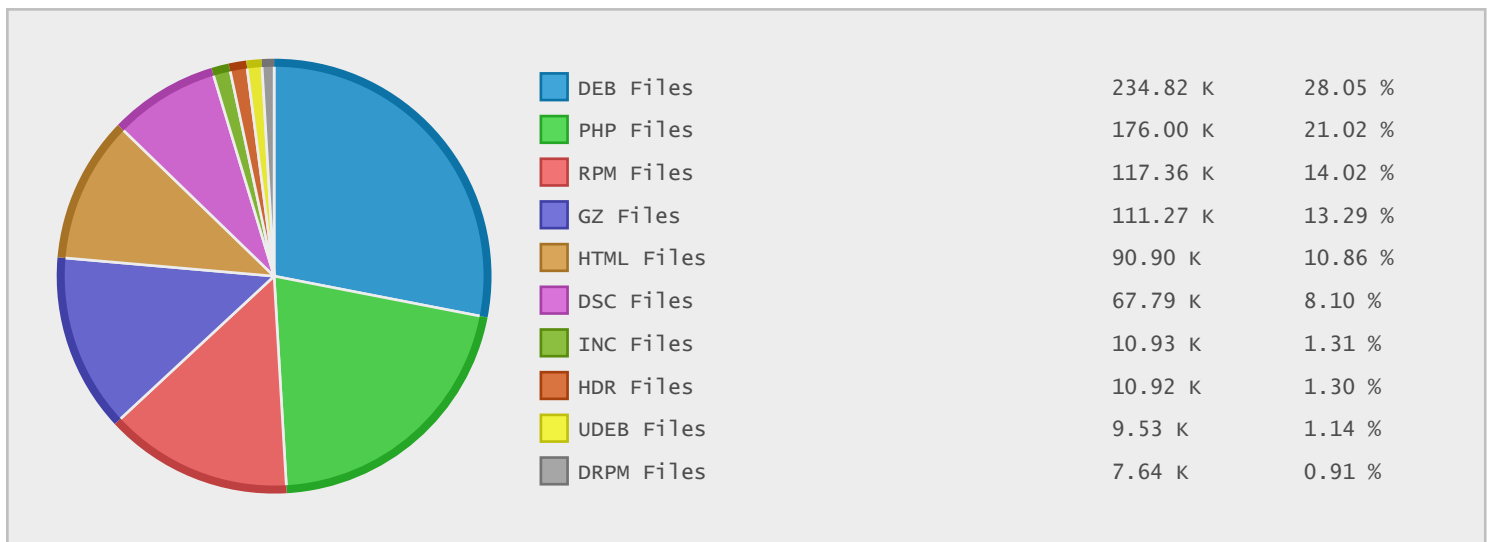 DEB Files 234.82 K 28.05 %
PHP Files 176.00 K 21.02 %
RPM Files 117.36 K 14.02 %
GZ Files 111.27 K 13.29 %
HTML Files 90.90 K 10.86 %
DSC Files 67.79 K 8.10 %
INC Files 10.93 K 1.31 %
HDR Files 10.92 K 1.30 %
UDEB Files 9.53 K 1.14 %
DRPM Files 7.64 K 0.91 %